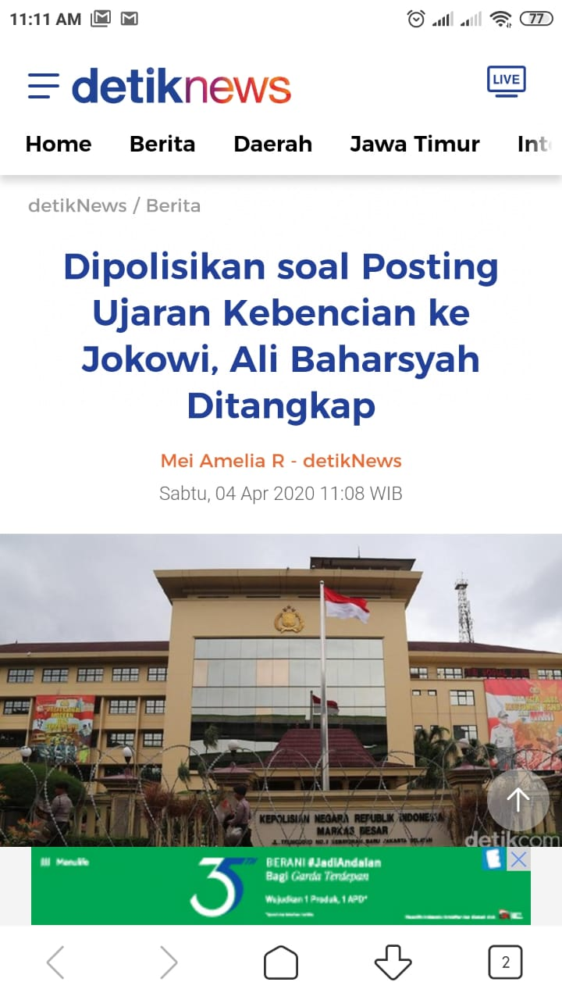 11:11 AM
77
detiknews
LIVE
Home Berita Daerah Jawa Timur Int
detikNews / Berita
Dipolisikan soal Posting
Ujaran Kebencian ke
Jokowi, Ali Baharsyah
Ditangkap
Mei Amelia R - detikNews
Sabtu, 04 Apr 2020 11:08 WIB
KEPOLISIAN NEGARA REPUBLIK INDONESIA
MARKAS BESAR
detikcom
Manulife
35
BERANI #JadiAndalan
Bagi Garda Terdepan
Wujudkan 1 Produk, 1 APD*
2